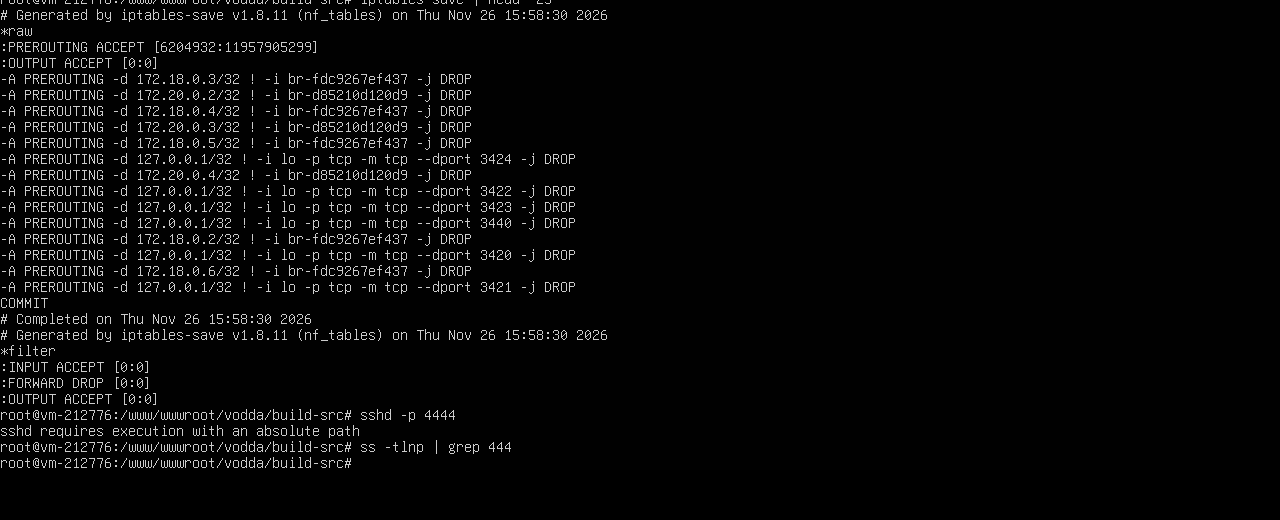 root@vm-212776:/www/wwwroot/vodda/build-src# iptables-save | head -25
# Generated by iptables-save v1.8.11 (nf_tables) on Thu Nov 26 15:58:30 2026
*raw
:PREROUTING ACCEPT [6204932:11957905299]
:OUTPUT ACCEPT [0:0]
-A PREROUTING -d 172.18.0.3/32 ! -i br-fdc9267ef437 -j DROP
-A PREROUTING -d 172.20.0.2/32 ! -i br-d85210d120d9 -j DROP
-A PREROUTING -d 172.18.0.4/32 ! -i br-fdc9267ef437 -j DROP
-A PREROUTING -d 172.20.0.3/32 ! -i br-d85210d120d9 -j DROP
-A PREROUTING -d 172.18.0.5/32 ! -i br-fdc9267ef437 -j DROP
-A PREROUTING -d 127.0.0.1/32 ! -i lo -p tcp -m tcp --dport 3424 -j DROP
-A PREROUTING -d 172.20.0.4/32 ! -i br-d85210d120d9 -j DROP
-A PREROUTING -d 127.0.0.1/32 ! -i lo -p tcp -m tcp --dport 3422 -j DROP
-A PREROUTING -d 127.0.0.1/32 ! -i lo -p tcp -m tcp --dport 3423 -j DROP
-A PREROUTING -d 127.0.0.1/32 ! -i lo -p tcp -m tcp --dport 3440 -j DROP
-A PREROUTING -d 172.18.0.2/32 ! -i br-fdc9267ef437 -j DROP
-A PREROUTING -d 127.0.0.1/32 ! -i lo -p tcp -m tcp --dport 3420 -j DROP
-A PREROUTING -d 172.18.0.6/32 ! -i br-fdc9267ef437 -j DROP
-A PREROUTING -d 127.0.0.1/32 ! -i lo -p tcp -m tcp --dport 3421 -j DROP
COMMIT
# Completed on Thu Nov 26 15:58:30 2026
# Generated by iptables-save v1.8.11 (nf_tables) on Thu Nov 26 15:58:30 2026
*filter
:INPUT ACCEPT [0:0]
:FORWARD DROP [0:0]
:OUTPUT ACCEPT [0:0]
root@vm-212776:/www/wwwroot/vodda/build-src# sshd -p 4444
sshd requires execution with an absolute path
root@vm-212776:/www/wwwroot/vodda/build-src# ss -tlnp | grep 444
root@vm-212776:/www/wwwroot/vodda/build-src#